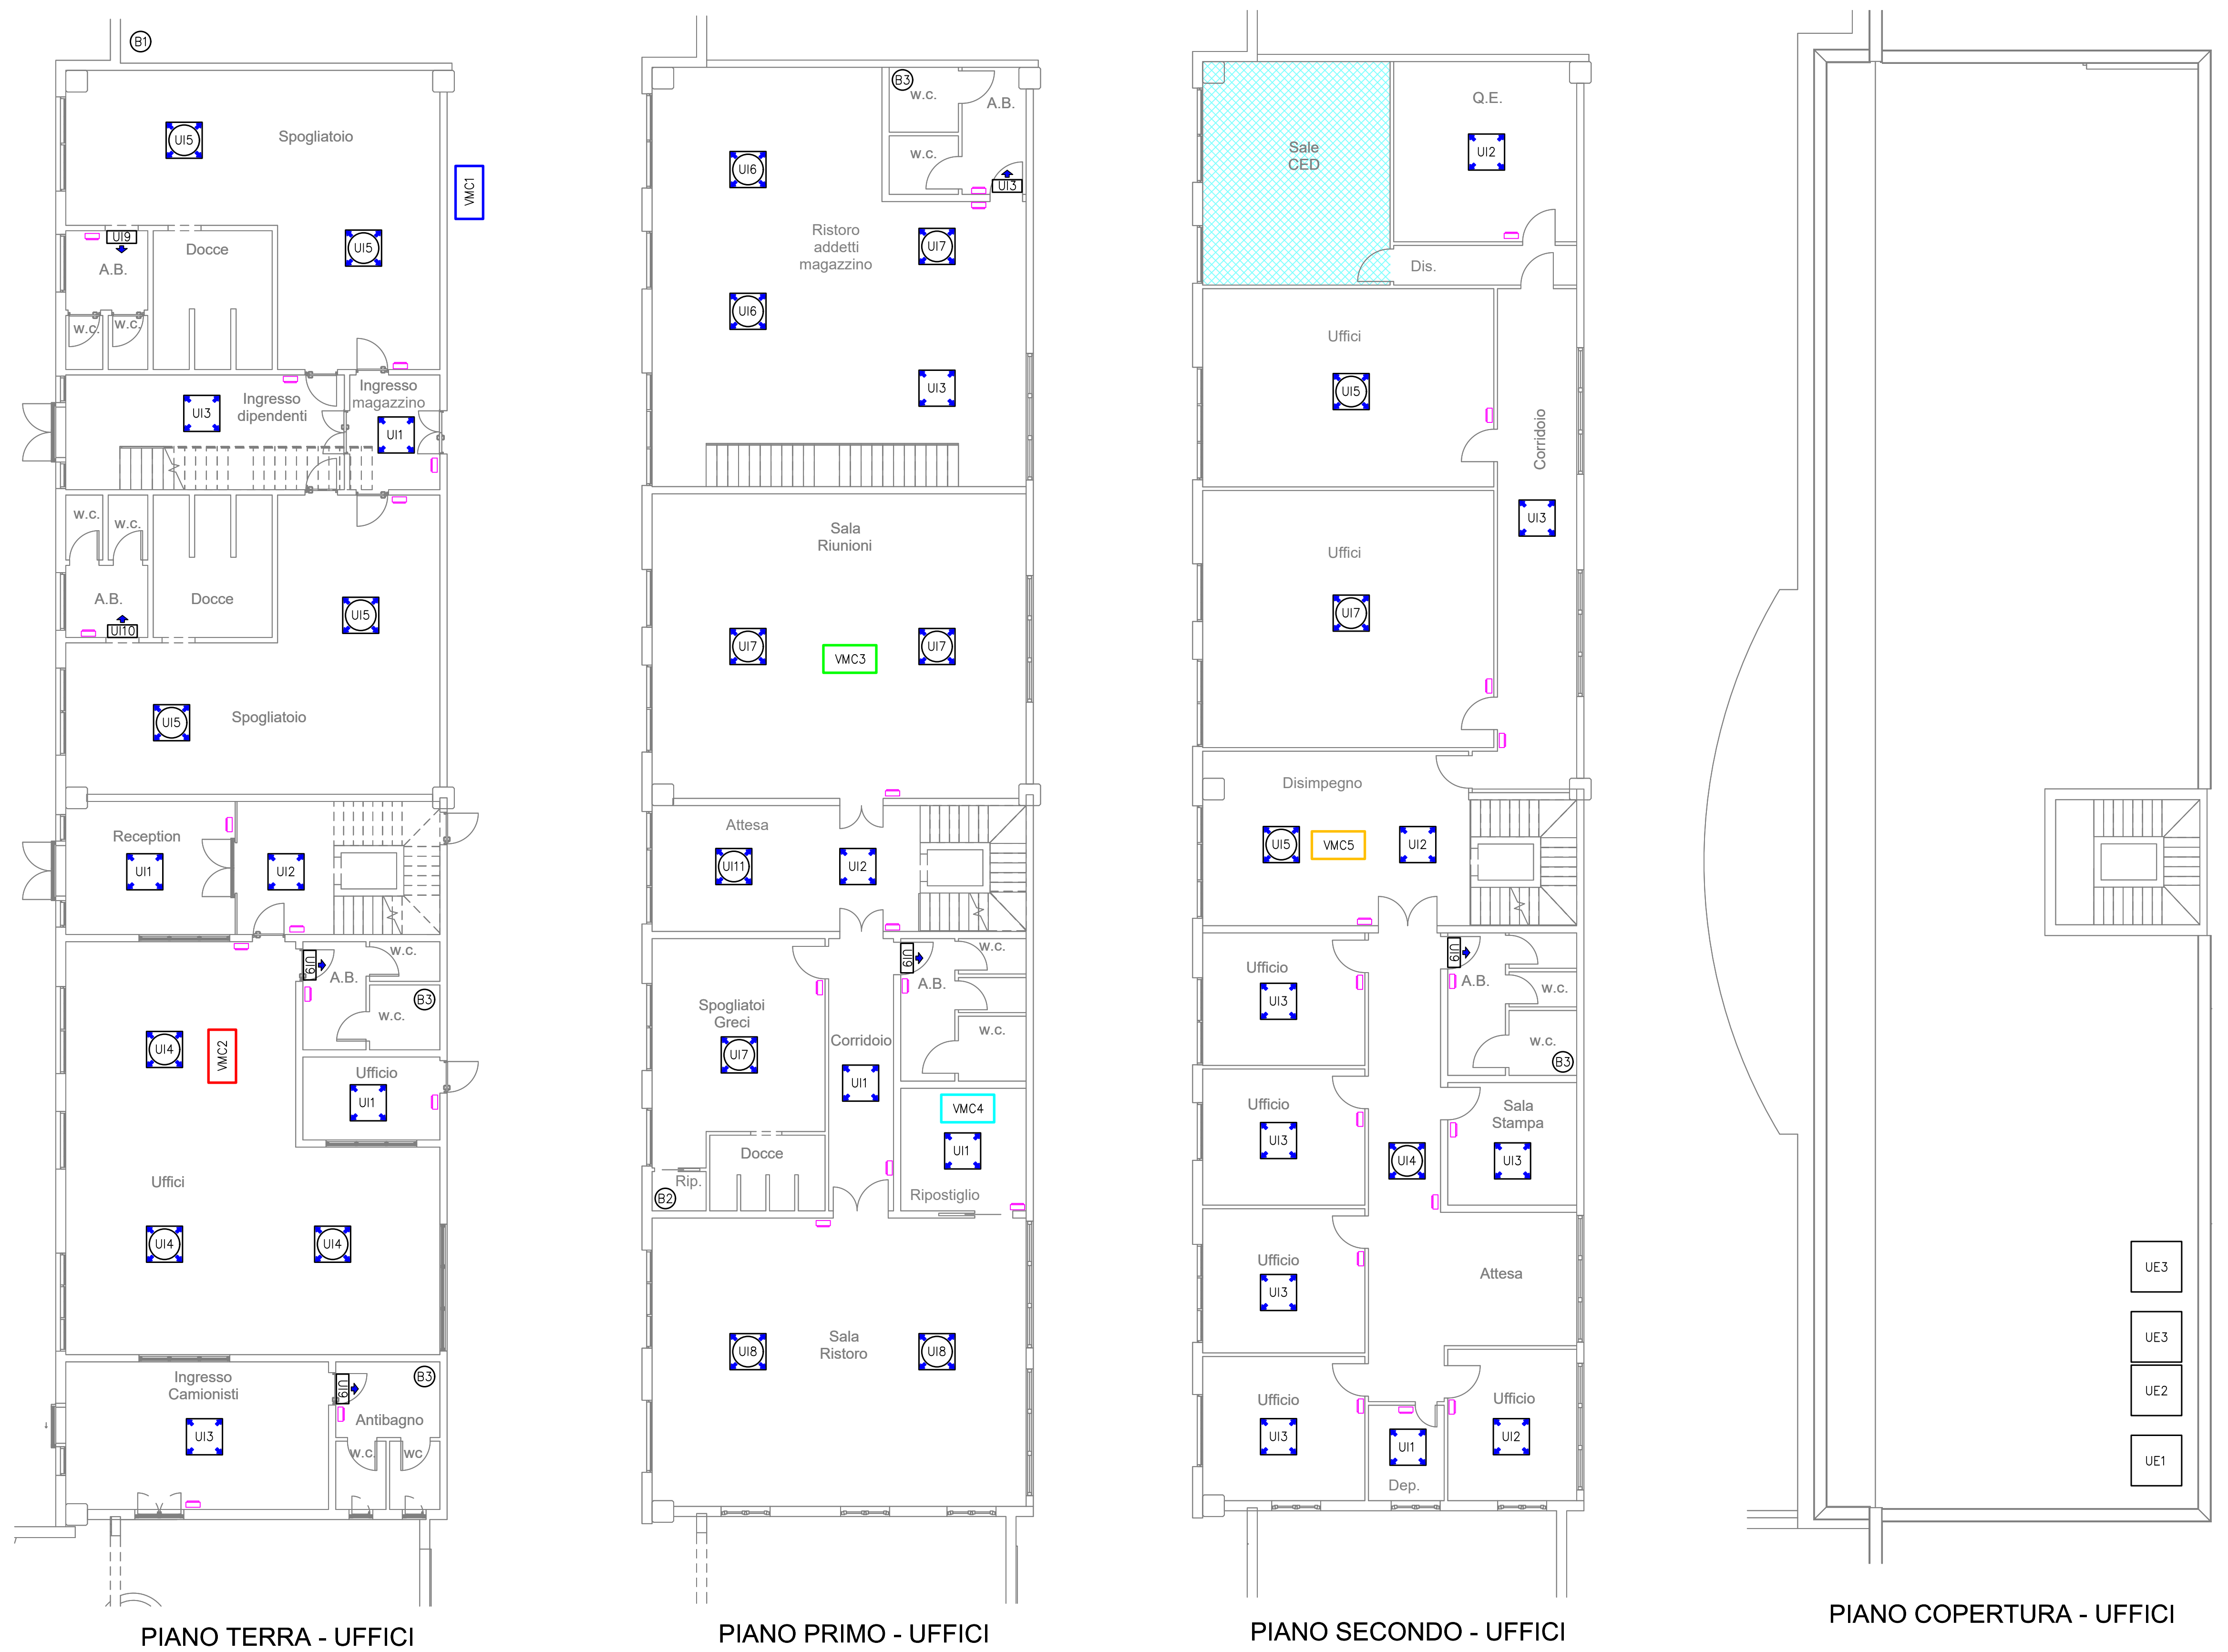 B1
UI5
Spogliatoio
VMC1
UI9
A.B.
Docce
UI5
w.c.
w.c.
Ingresso
dipendenti
UI3
Ingresso
magazzino
UI1
w.c.
w.c.
A.B.
Docce
UI5
UI10
UI5
Spogliatoio
Reception
UI1
UI2
UI9
A.B.
w.c.
B3
w.c.
UI4
VMC2
Ufficio
UI1
Uffici
UI4
UI4
Ingresso
Camionisti
UI3
UI9
B3
Antibagno
w.c.
wc
PIANO TERRA - UFFICI
B3
w.c.
A.B.
w.c.
UI3
UI6
Ristoro
addetti
magazzino
UI7
UI6
UI3
Sala
Riunioni
UI7
VMC3
UI7
Attesa
UI11
UI2
UI9
A.B.
w.c.
w.c.
Spogliatoi
Greci
UI7
Corridoio
UI1
VMC4
UI1
Ripostiglio
Docce
Rip.
B2
Sala
Ristoro
UI8
UI8
PIANO PRIMO - UFFICI
Sale
CED
Q.E.
UI2
Dis.
Uffici
UI5
Corridoio
UI3
Uffici
UI7
Disimpegno
UI5
VMC5
UI2
Ufficio
UI3
UI9
A.B.
w.c.
w.c.
B3
Ufficio
UI3
UI4
Sala
Stampa
UI3
Ufficio
UI3
Attesa
Ufficio
UI3
UI1
Dep.
Ufficio
UI2
PIANO SECONDO - UFFICI
UE3
UE3
UE2
UE1
PIANO COPERTURA - UFFICI